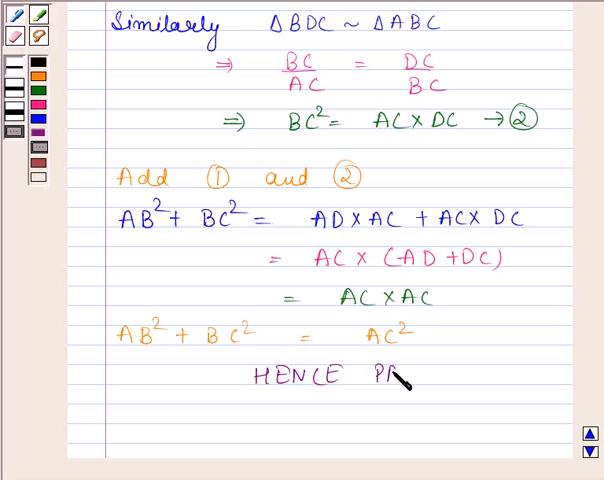 Similarly ΔBDC ~ ΔABC
⇒ BC/AC = DC/BC
⇒ BC² = AC × DC → ②
Add ① and ②
AB² + BC² = AD × AC + AC × DC
= AC × (AD + DC)
= AC × AC
AB² + BC² = AC²
HENCE